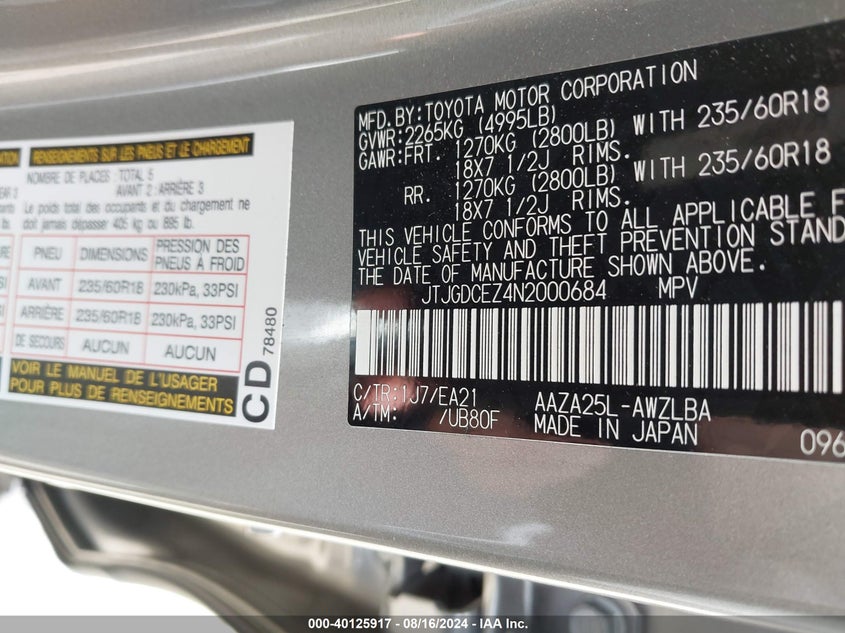 RENSEIGNEMENTS SUR LES PNEUS ET LE CHARGEMENT
NOMBRE DE PLACES : TOTAL 5
AVANT 2 : ARRIÈRE 3
Le poids total des occupants et du chargement ne
doit jamais dépasser 405 kg ou 895 lb.
PNEU DIMENSIONS PRESSION DES PNEUS À FROID
AVANT 235/60R18 230kPa, 33PSI
ARRIÈRE 235/60R18 230kPa, 33PSI
DE SECOURS AUCUN AUCUN
VOIR LE MANUEL DE L'USAGER
POUR PLUS DE RENSEIGNEMENTS
CD 78480
MFD. BY: TOYOTA MOTOR CORPORATION
GVWR: 2265KG (4995LB)
GAWR: FRT. 1270KG (2800LB) WITH 235/60R18
18X7 1/2J RIMS.
RR. 1270KG (2800LB) WITH 235/60R18
18X7 1/2J RIMS.
THIS VEHICLE CONFORMS TO ALL APPLICABLE F
VEHICLE SAFETY AND THEFT PREVENTION STAND
THE DATE OF MANUFACTURE SHOWN ABOVE.
JTJGDCEZ4N2000684 MPV
C/TR: 1J7/EA21 AAZA25L-AWZLBA
A/TM: /UB80F MADE IN JAPAN
096
000-40125917 - 08/16/2024 - IAA Inc.